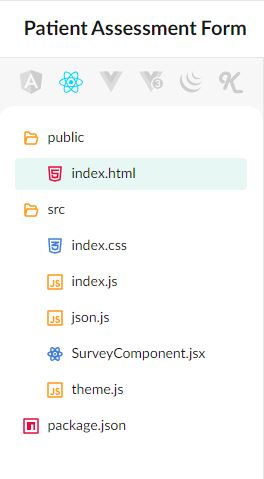 Patient Assessment Form
public
index.html
src
index.css
index.js
json.js
SurveyComponent.jsx
theme.js
package.json